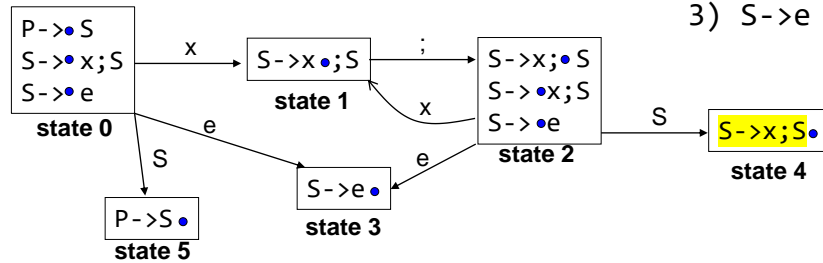 3) S->e
P->• S
S->• x;S
S->• e
state 0
x
S->x •;S
state 1
;
S->x;• S
S->•x;S
S->•e
state 2
x
S
S->x;S•
state 4
e
e
S->e •
state 3
S
P->S •
state 5